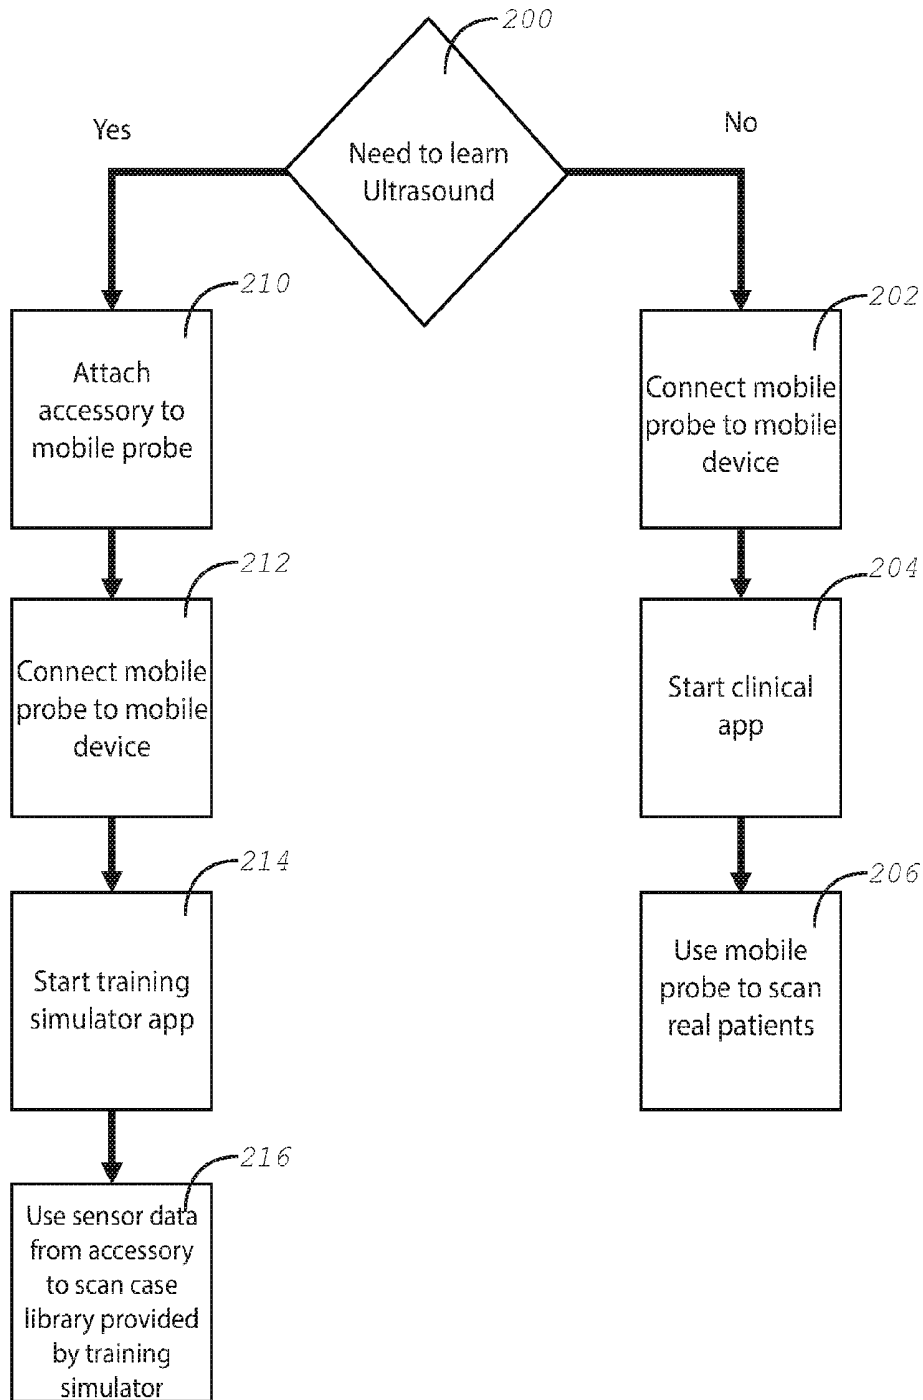 200
Yes
No
Need to learn
Ultrasound
210
Attach
accessory to
mobile probe
202
Connect mobile
probe to mobile
device
212
Connect mobile
probe to mobile
device
204
Start clinical
app
214
Start training
simulator app
206
Use mobile
probe to scan
real patients
216
Use sensor data
from accessory
to scan case
library provided
by training
simulator